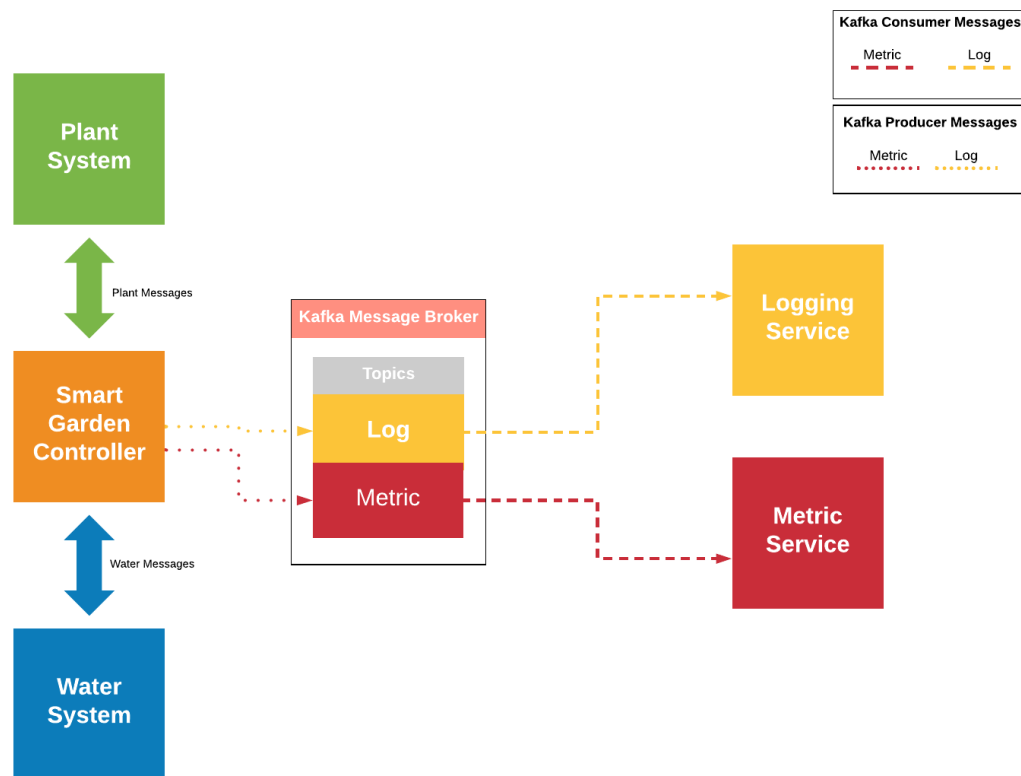 Kafka Consumer Messages
Metric
Log
Kafka Producer Messages
Metric
Log
Plant
System
Plant Messages
Smart
Garden
Controller
Water Messages
Water
System
Kafka Message Broker
Topics
Log
Metric
Logging
Service
Metric
Service